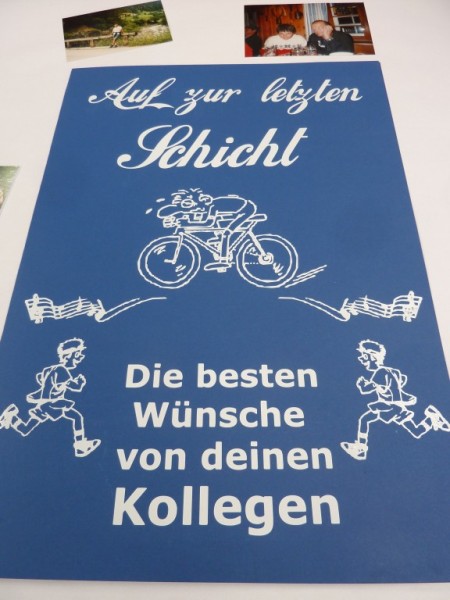 Auf zur letzten
Schicht
Die besten
Wünsche
von deinen
Kollegen